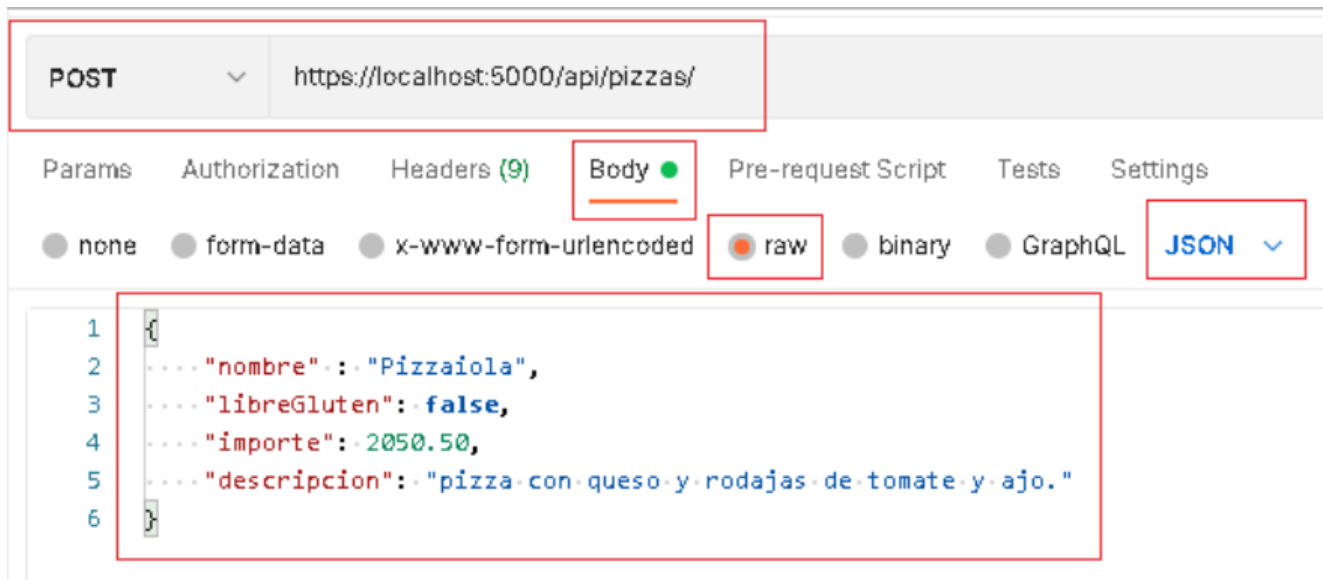 POST https://localhost:5000/api/pizzas/
Params Authorization Headers (9) Body Pre-request Script Tests Settings
none form-data x-www-form-urlencoded raw binary GraphQL JSON
1 {
2 "nombre" : "Pizzaiola",
3 "libreGluten": false,
4 "importe": 2050.50,
5 "descripcion": "pizza con queso y rodajas de tomate y ajo."
6 }